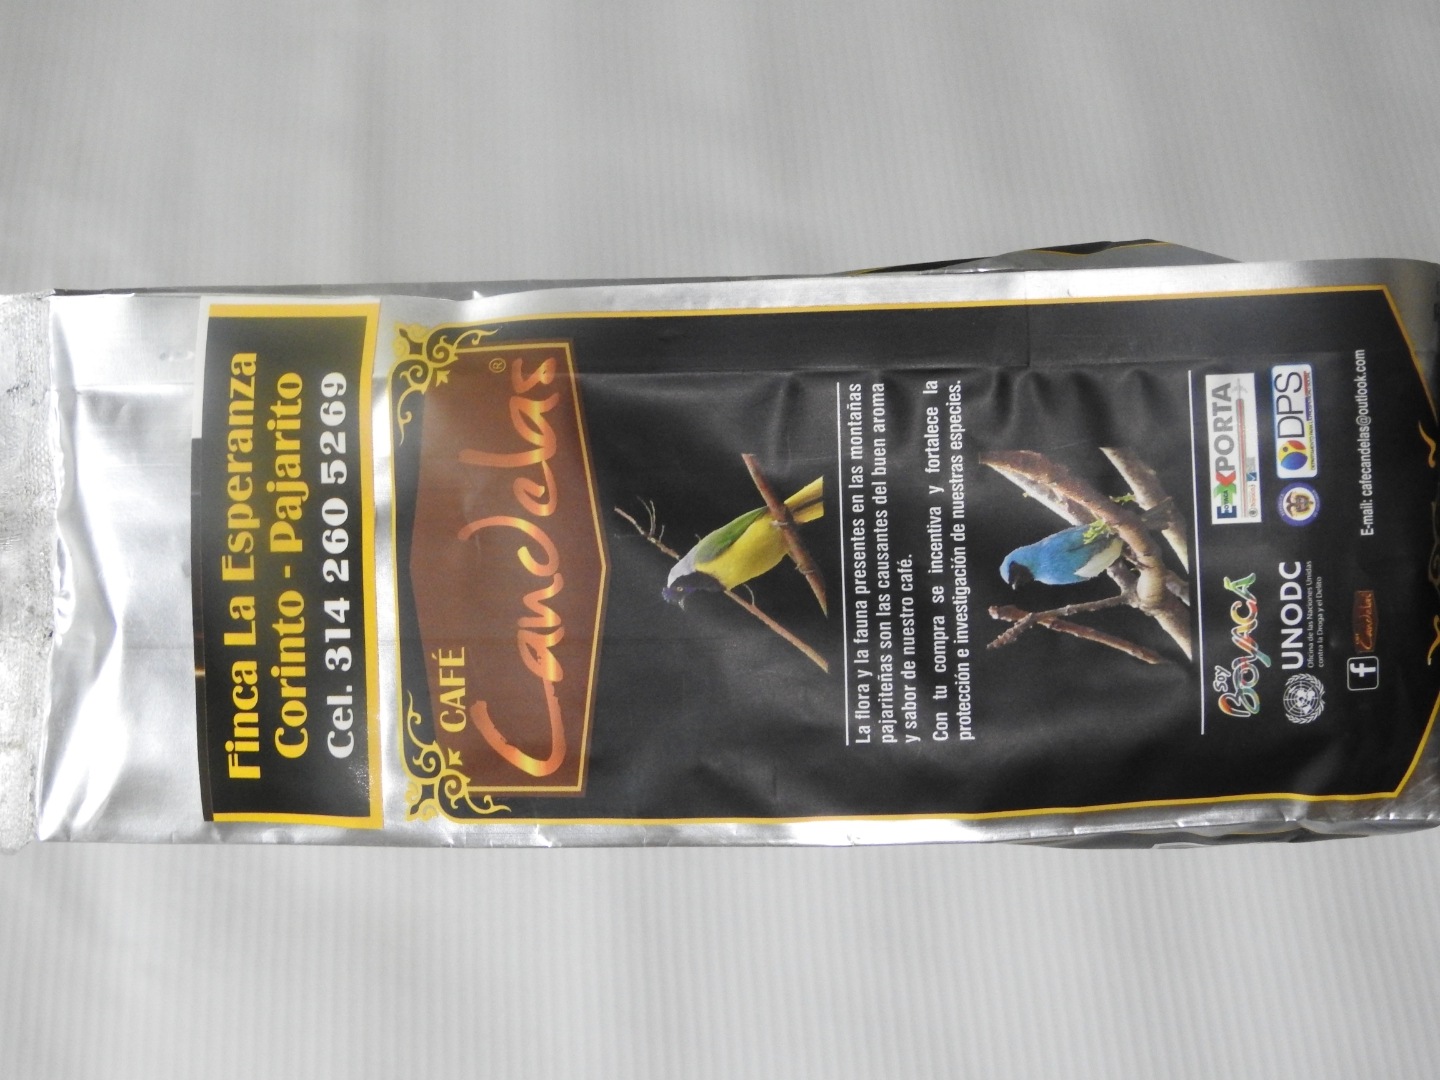 Finca La Esperanza
Corinto - Pajarito
Cel. 314 260 5269
CAFÉ
Candelas ®
La flora y la fauna presentes en las montañas
pajariteñas son las causantes del buen aroma
y sabor de nuestro café.
Con tu compra se incentiva y fortalece la
protección e investigación de nuestras especies.
Soy
BOYACÁ
EXPORTA
UNODC
Oficina de las Naciones Unidas
contra la Droga y el Delito
DPS
f
Candelas
E-mail: cafecandelas@outlook.com